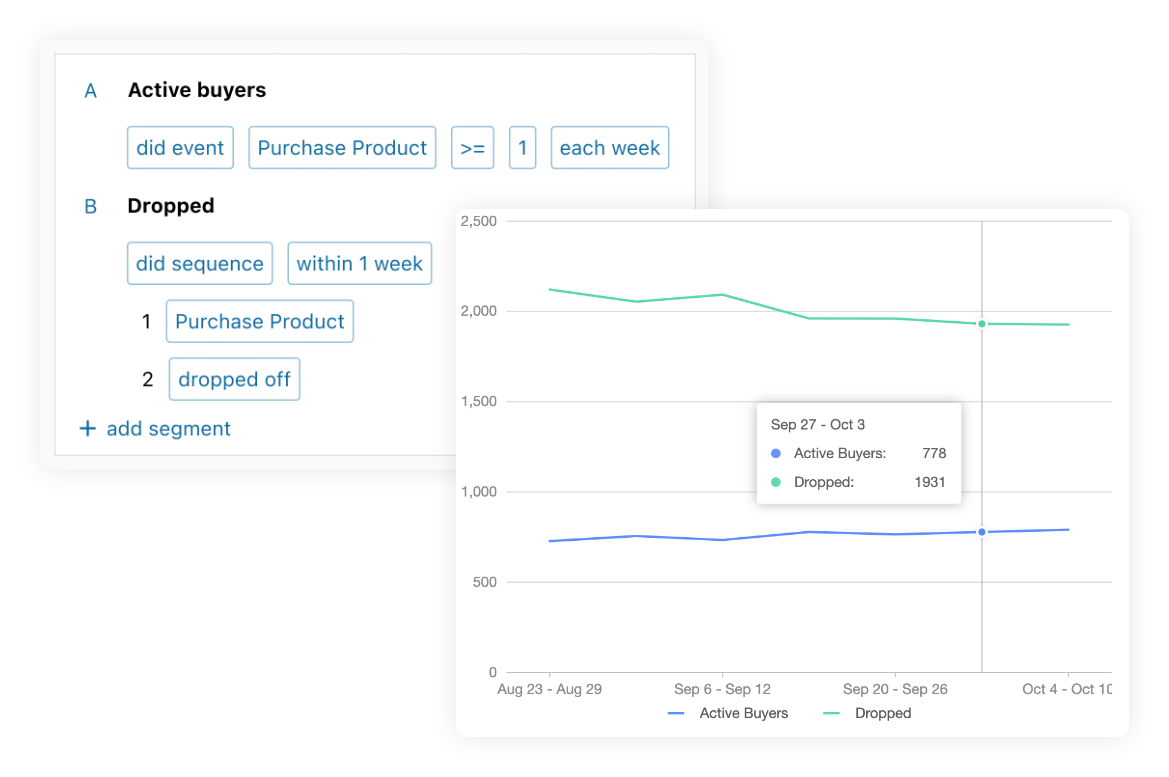 A Active buyers
did event Purchase Product >= 1 each week
B Dropped
did sequence within 1 week
1 Purchase Product
2 dropped off
+ add segment
2,500
2,000
1,500
1,000
500
0
Sep 27 - Oct 3
Active Buyers: 778
Dropped: 1931
Aug 23 - Aug 29 Sep 6 - Sep 12 Sep 20 - Sep 26 Oct 4 - Oct 10
Active Buyers Dropped